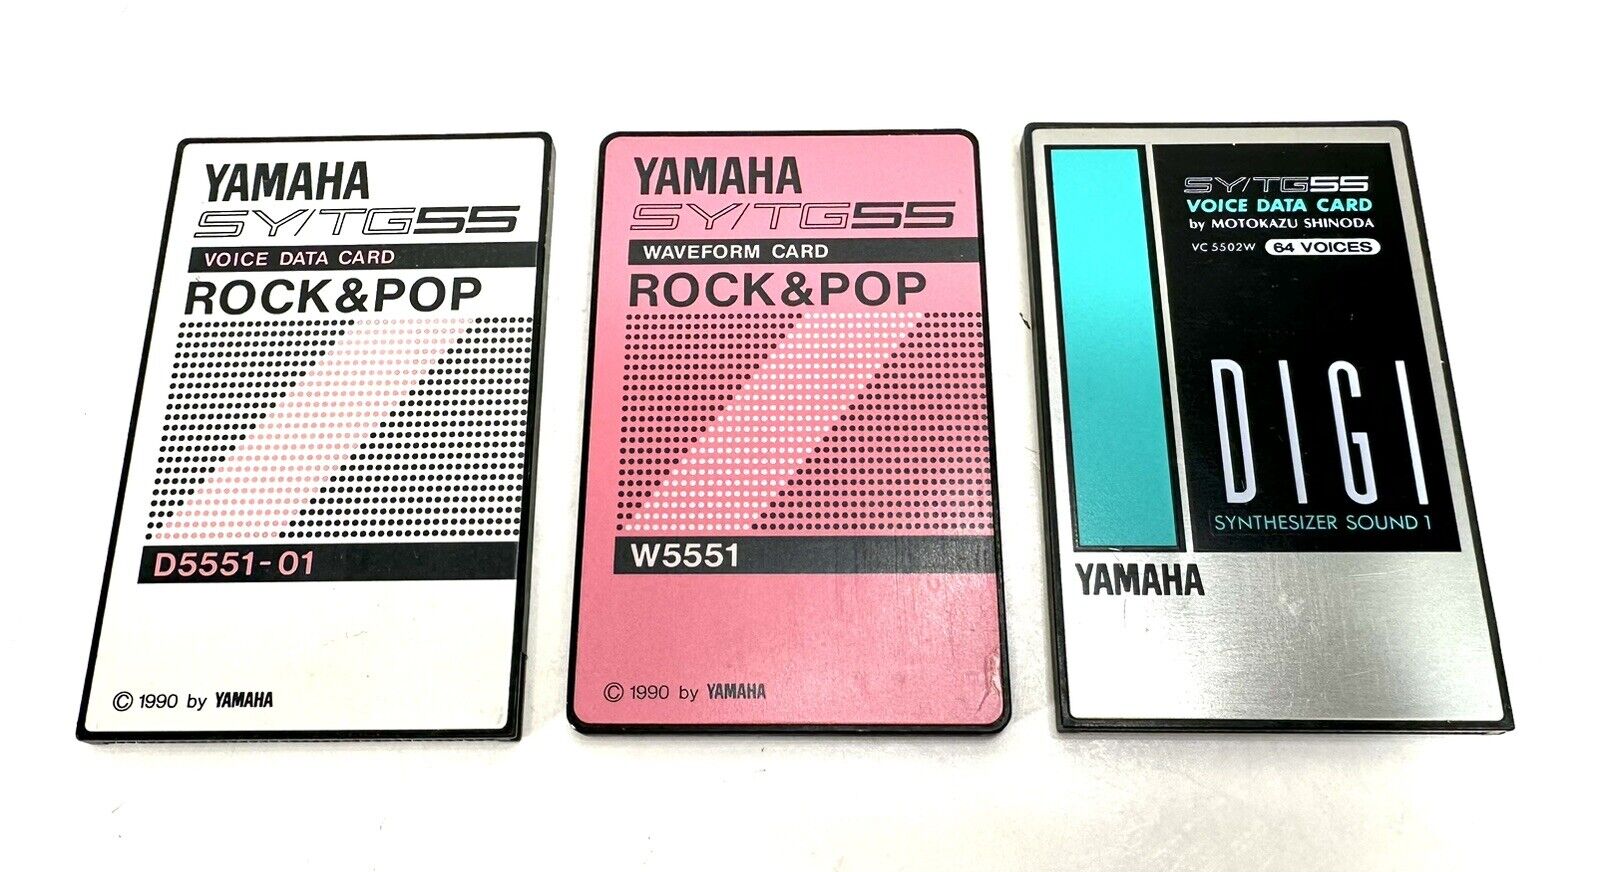 YAMAHA
SY/TG55
VOICE DATA CARD
ROCK&POP
D5551-01
© 1990 by YAMAHA
YAMAHA
SY/TG55
WAVEFORM CARD
ROCK&POP
W5551
© 1990 by YAMAHA
SY/TG55
VOICE DATA CARD
by MOTOKAZU SHINODA
VC 5502W 64 VOICES
DIGI
SYNTHESIZER SOUND 1
YAMAHA